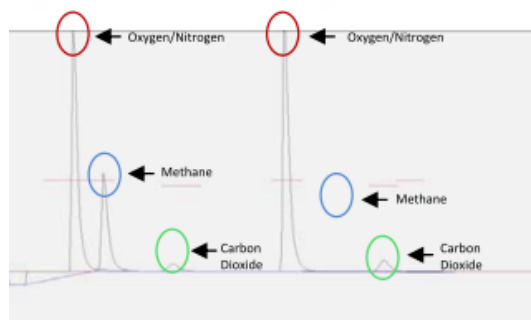 Oxygen/Nitrogen
Oxygen/Nitrogen
Methane
Methane
Carbon
Dioxide
Carbon
Dioxide